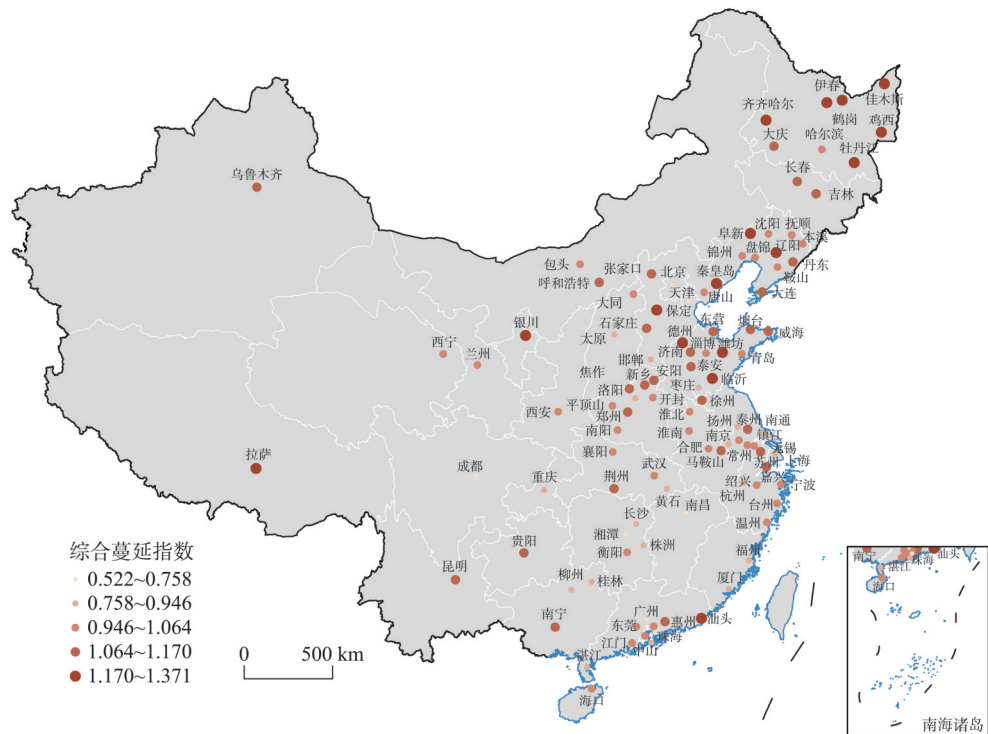 伊春
佳木斯
齐齐哈尔
鹤岗
鸡西
大庆
哈尔滨
牡丹江
长春
乌鲁木齐
吉林
沈阳
抚顺
阜新
本溪
锦州
盘锦
辽阳
包头
张家口
北京
秦皇岛
丹东
鞍山
呼和浩特
天津
唐山
大连
大同
保定
银川
石家庄
东营
烟台
威海
太原
德州
淄博
潍坊
西宁
兰州
邯郸
济南
青岛
焦作
新乡
安阳
泰安
临沂
洛阳
枣庄
西安
平顶山
开封
徐州
郑州
淮北
扬州
泰州
南通
南阳
淮南
南京
镇江
襄阳
合肥
常州
无锡
拉萨
马鞍山
苏州
上海
成都
重庆
荆州
武汉
绍兴
嘉兴
宁波
黄石
南昌
杭州
台州
长沙
温州
湘潭
贵阳
衡阳
株洲
福州
昆明
柳州
桂林
厦门
南宁
广州
东莞
惠州
汕头
江门
中山
珠海
湛江
海口
综合蔓延指数
0.522~0.758
0.758~0.946
0.946~1.064
1.064~1.170
1.170~1.371
0
500 km
南宁
汕头
湛江
珠海
海口
南海诸岛